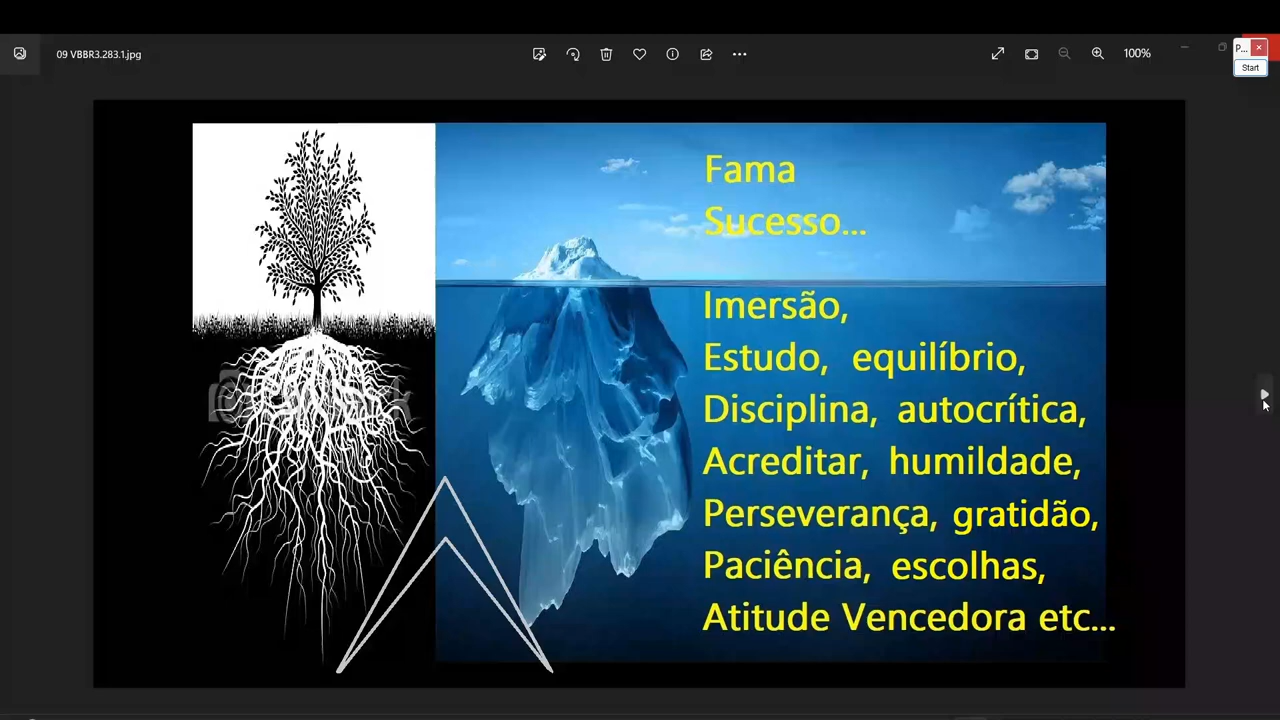 09 VBBR3.283.1.jpg
100%
P...
Start
Fama
Sucesso...
Imersão,
Estudo, equilíbrio,
Disciplina, autocrítica,
Acreditar, humildade,
Perseverança, gratidão,
Paciência, escolhas,
Atitude Vencedora etc...